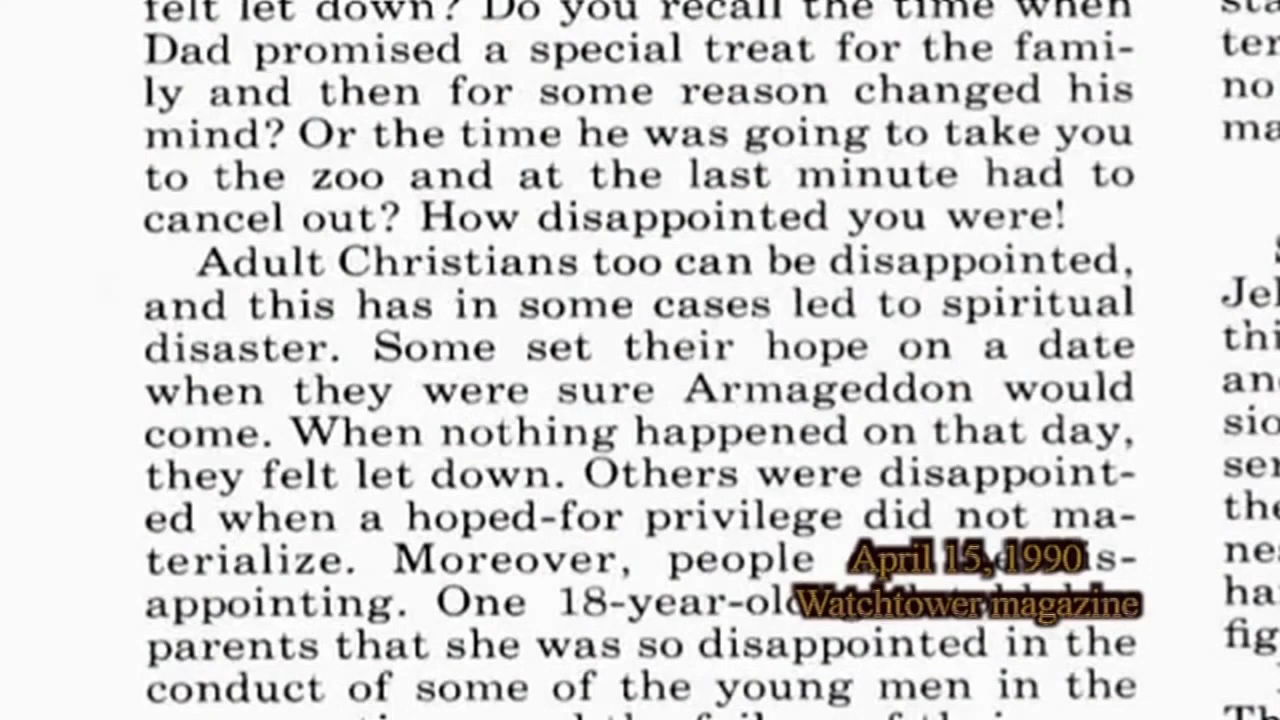 felt let down? Do you recall the time when
Dad promised a special treat for the fami-
ly and then for some reason changed his
mind? Or the time he was going to take you
to the zoo and at the last minute had to
cancel out? How disappointed you were!
Adult Christians too can be disappointed,
and this has in some cases led to spiritual
disaster. Some set their hope on a date
when they were sure Armageddon would
come. When nothing happened on that day,
they felt let down. Others were disappoint-
ed when a hoped-for privilege did not ma-
terialize. Moreover, people
appointing. One 18-year-old
parents that she was so disappointed in the
conduct of some of the young men in the
April 15, 1990
Watchtower magazine
no